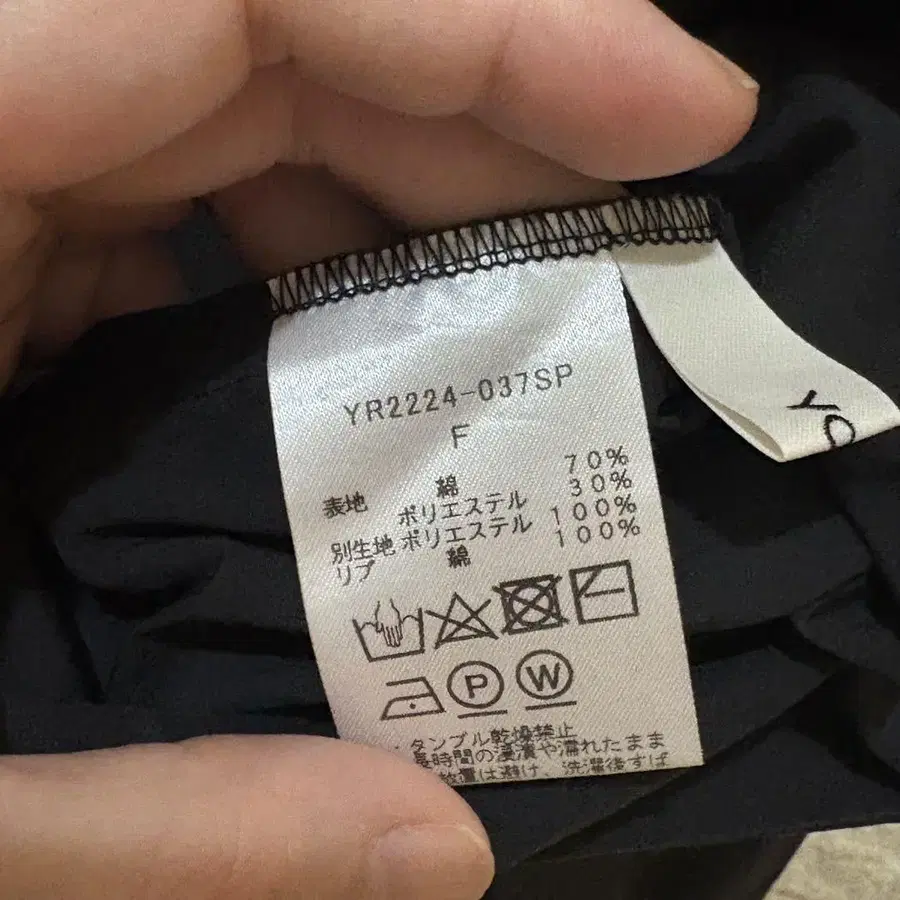 YR2224-037SP
F
表地 綿 70%
ポリエステル 30%
別生地 ポリエステル 100%
リブ 綿 100%
P W
タンブル乾燥禁止
長時間の浸漬や濡れたまま
放置は避け、洗濯後すぐ